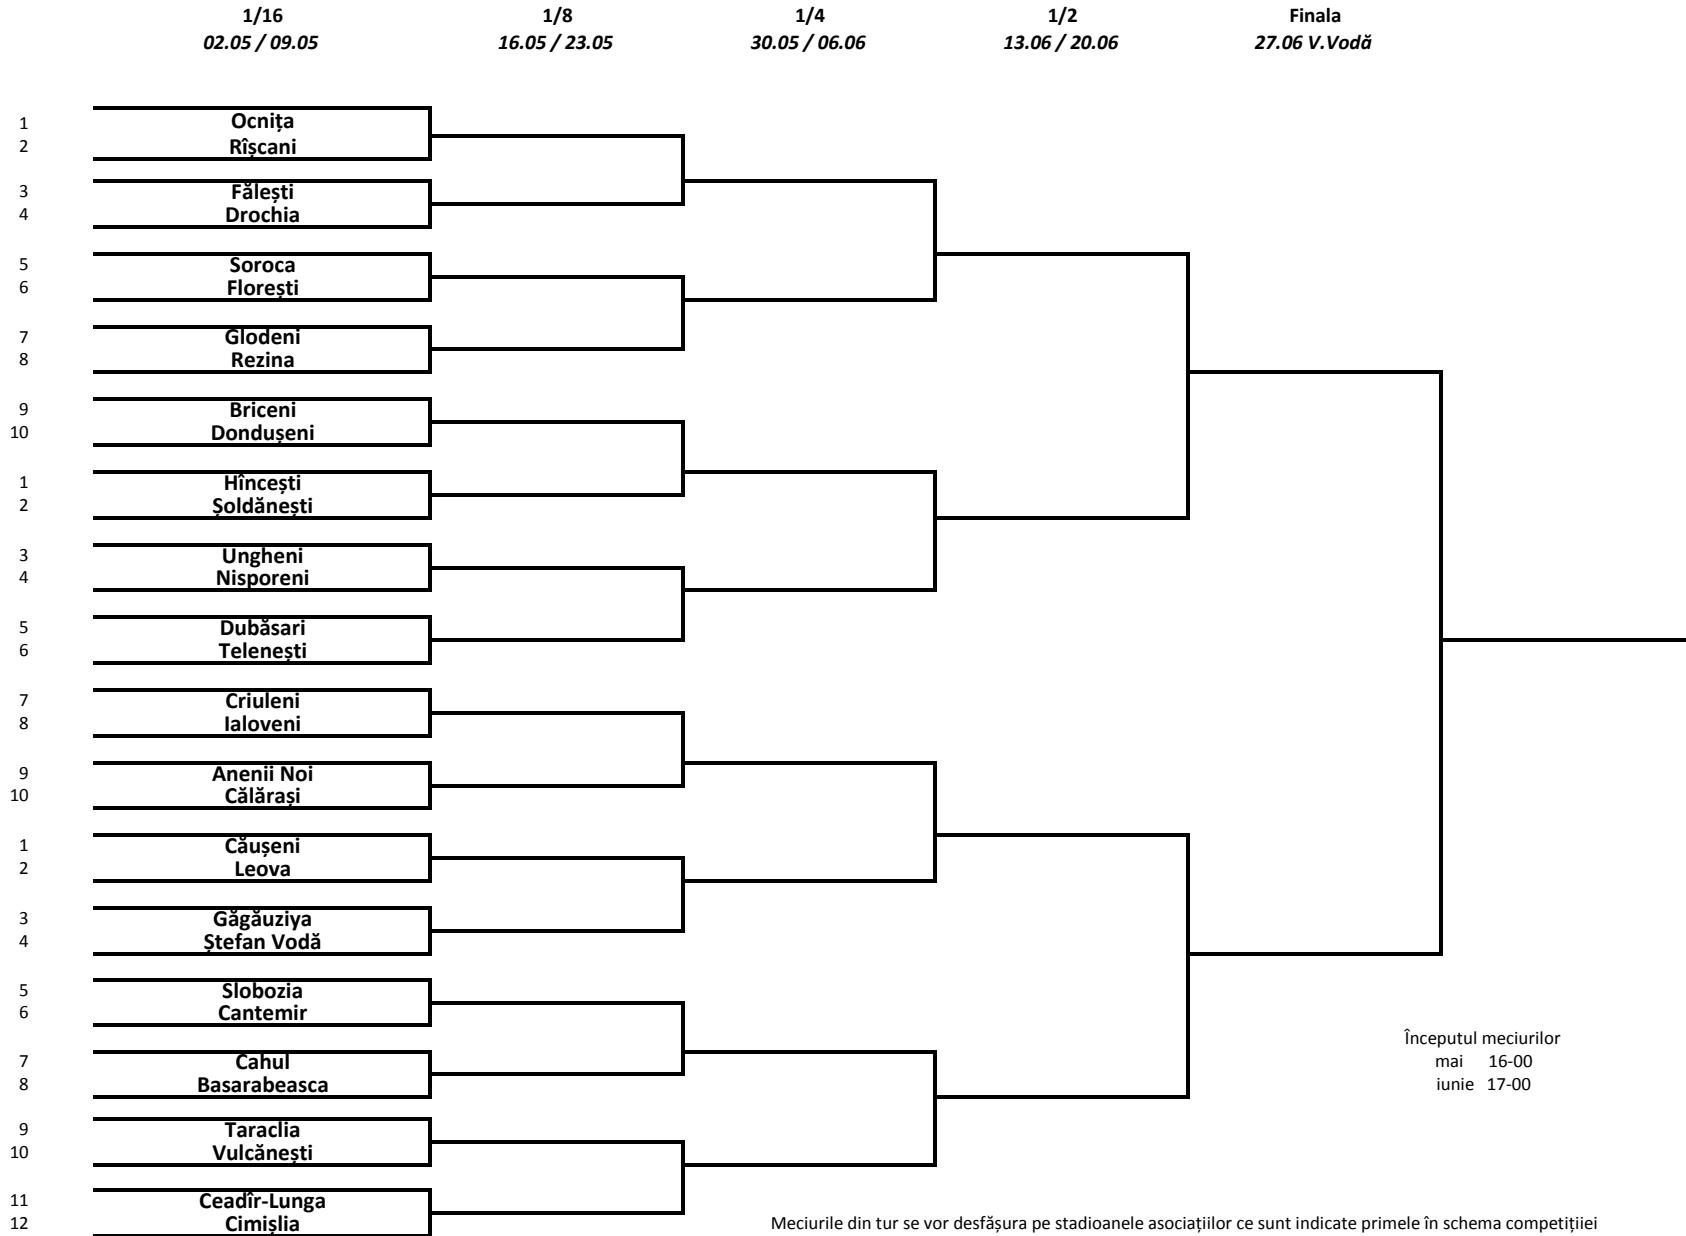 1/16 1/8 1/4 1/2 Finala
02.05 / 09.05 16.05 / 23.05 30.05 / 06.06 13.06 / 20.06 27.06 V.Vodă
1 Ocnița
2 Rîșcani
3 Fălești
4 Drochia
5 Soroca
6 Florești
7 Glodeni
8 Rezina
9 Briceni
10 Dondușeni
1 Hîncești
2 Șoldănești
3 Ungheni
4 Nisporeni
5 Dubăsari
6 Telenești
7 Criuleni
8 Ialoveni
9 Anenii Noi
10 Călărași
1 Căușeni
2 Leova
3 Găgăuziya
4 Ștefan Vodă
5 Slobozia
6 Cantemir
Începutul meciurilor
7 Cahul mai 16-00
8 Basarabeasca iunie 17-00
9 Taraclia
10 Vulcănești
11 Ceadîr-Lunga
12 Cimișlia Meciurile din tur se vor desfășura pe stadioanele asociațiilor ce sunt indicate primele în schema competițiiei